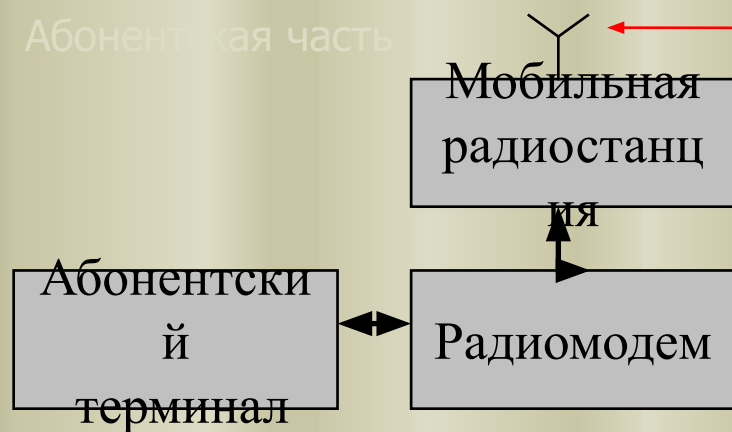 Абонентская часть
Мобильная
радиостанц
ия
Абонентски
й
терминал
Радиомодем